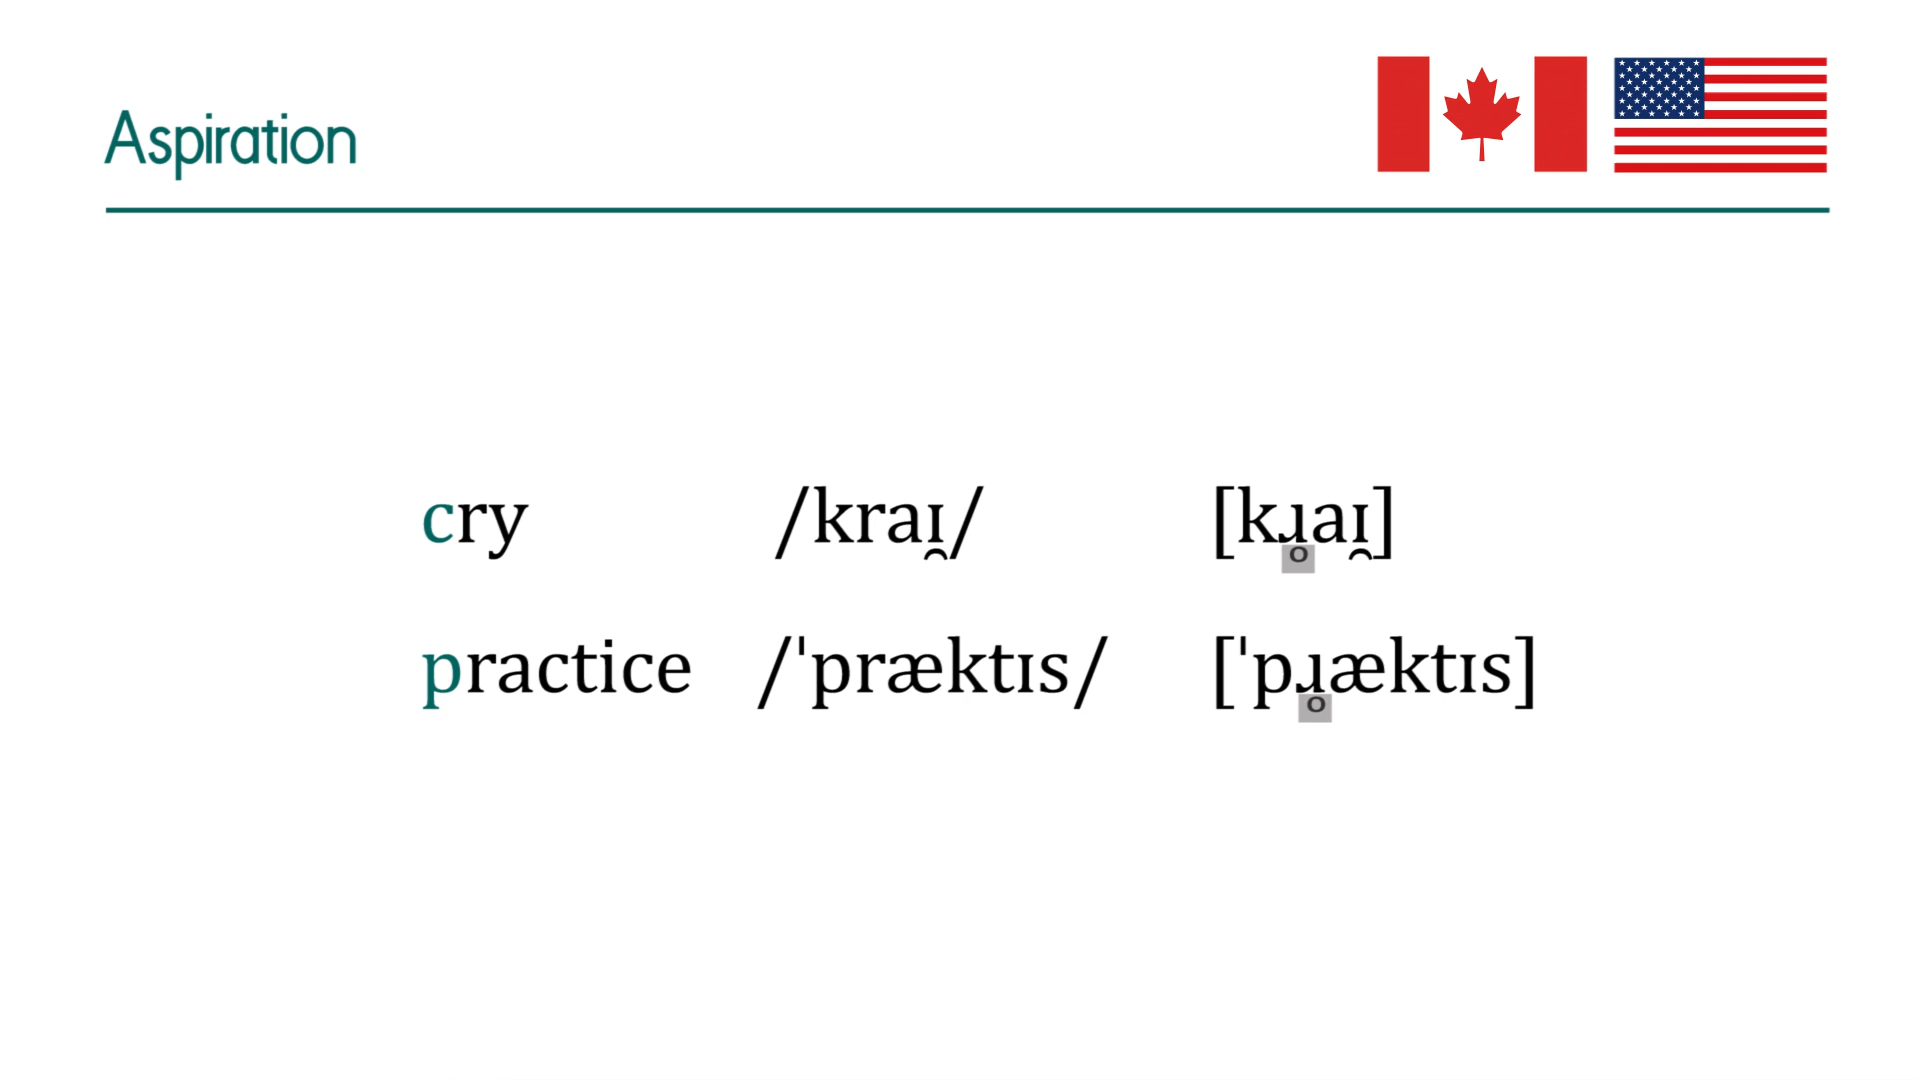 Aspiration
cry /kraɪ̯/ [kɹ̥aɪ̯]
practice /ˈpræktɪs/ [ˈpɹ̥æktɪs]